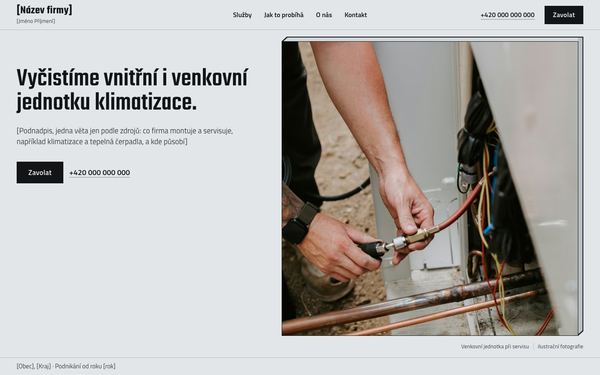 [Název firmy]
[Jméno Příjmení]
Služby Jak to probíhá O nás Kontakt
+420 000 000 000 Zavolat
Vyčistíme vnitřní i venkovní
jednotku klimatizace.
[Podnadpis, jedna věta jen podle zdrojů: co firma montuje a servisuje,
například klimatizace a tepelná čerpadla, a kde působí]
Zavolat +420 000 000 000
Venkovní jednotka při servisu ilustrační fotografie
[Obec], [Kraj] · Podnikání od roku [rok]